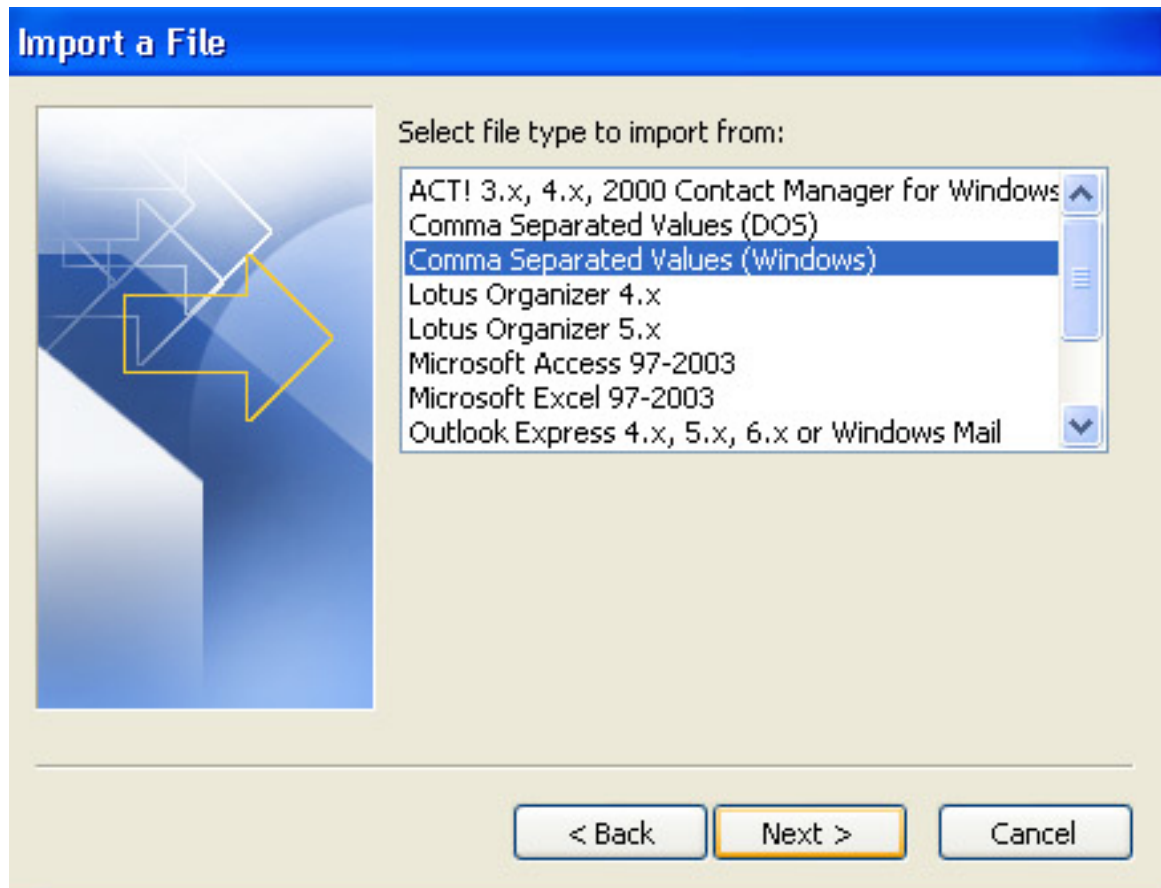 Import a File
Select file type to import from:
ACT! 3.x, 4.x, 2000 Contact Manager for Windows
Comma Separated Values (DOS)
Comma Separated Values (Windows)
Lotus Organizer 4.x
Lotus Organizer 5.x
Microsoft Access 97-2003
Microsoft Excel 97-2003
Outlook Express 4.x, 5.x, 6.x or Windows Mail
< Back Next > Cancel